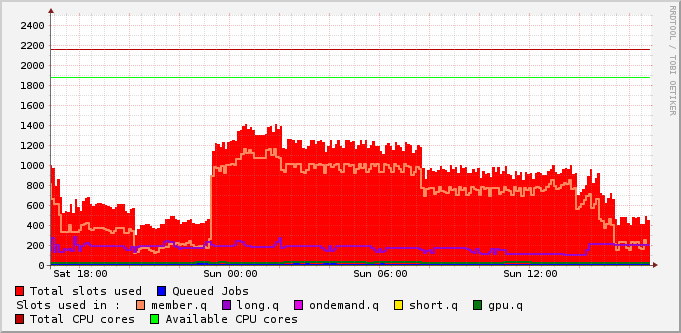 RRDTOOL / TOBI OETIKER
2400
2200
2000
1800
1600
1400
1200
1000
800
600
400
200
0
Sat 18:00 Sun 00:00 Sun 06:00 Sun 12:00
Total slots used Queued Jobs
Slots used in : member.q long.q ondemand.q short.q gpu.q
Total CPU cores Available CPU cores